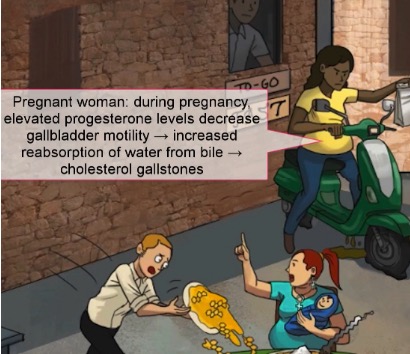 TO-GO
Pregnant woman: during pregnancy,
elevated progesterone levels decrease
gallbladder motility → increased
reabsorption of water from bile →
cholesterol gallstones